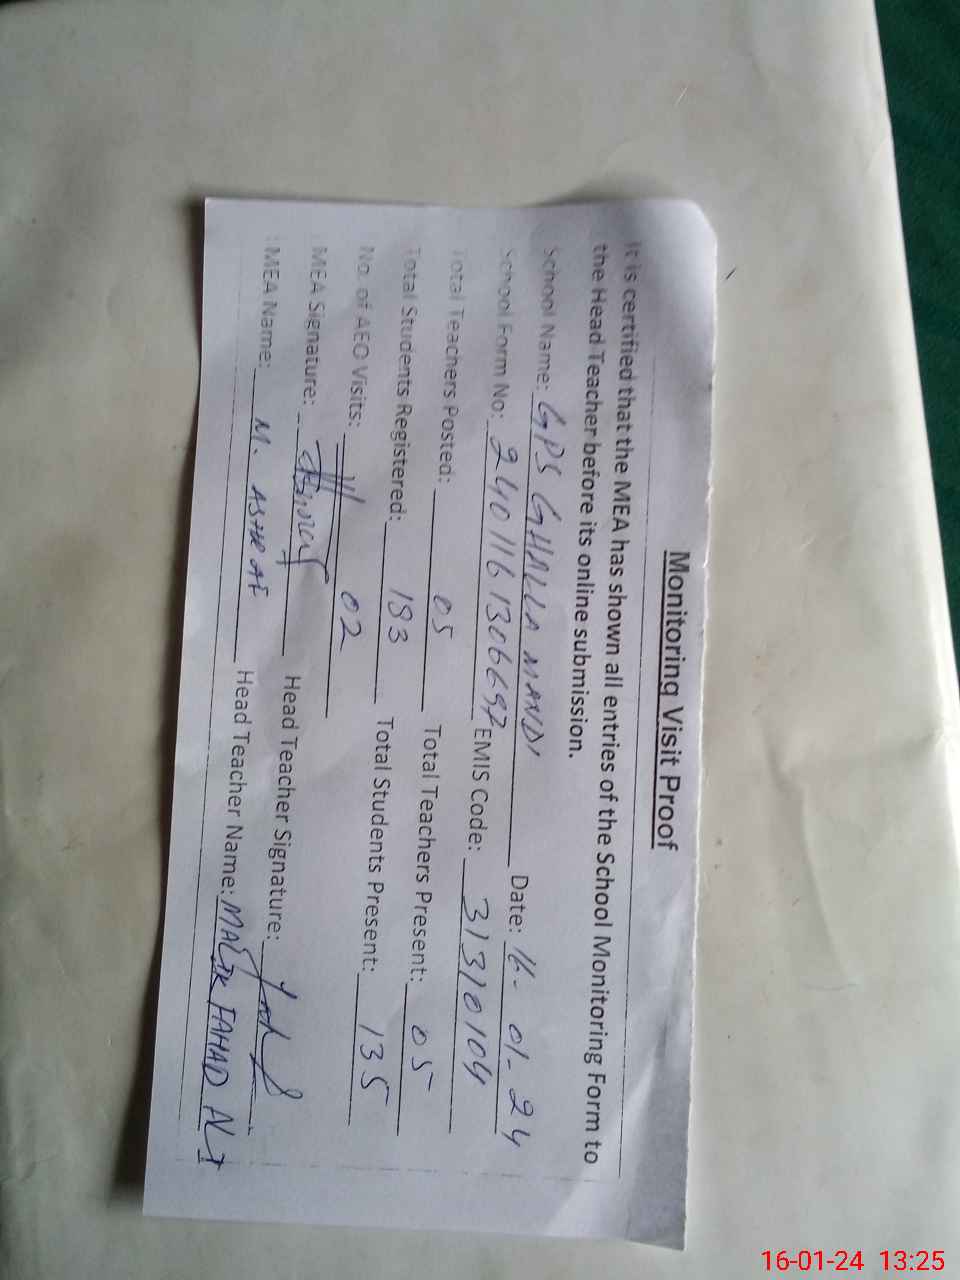 Monitoring Visit Proof
It is certified that the MEA has shown all entries of the School Monitoring Form to
the Head Teacher before its online submission.
School Name: GPS GHALLA MANDI Date: 16-01-24
School Form No: 2401161306697 EMIS Code: 31310104
Total Teachers Posted: 05 Total Teachers Present: 05
Total Students Registered: 183 Total Students Present: 135
No. of AEO Visits: 02
MEA Signature: Head Teacher Signature:
MEA Name: M. ASHRAF Head Teacher Name: MALIK FAHAD ALI
16-01-24 13:25